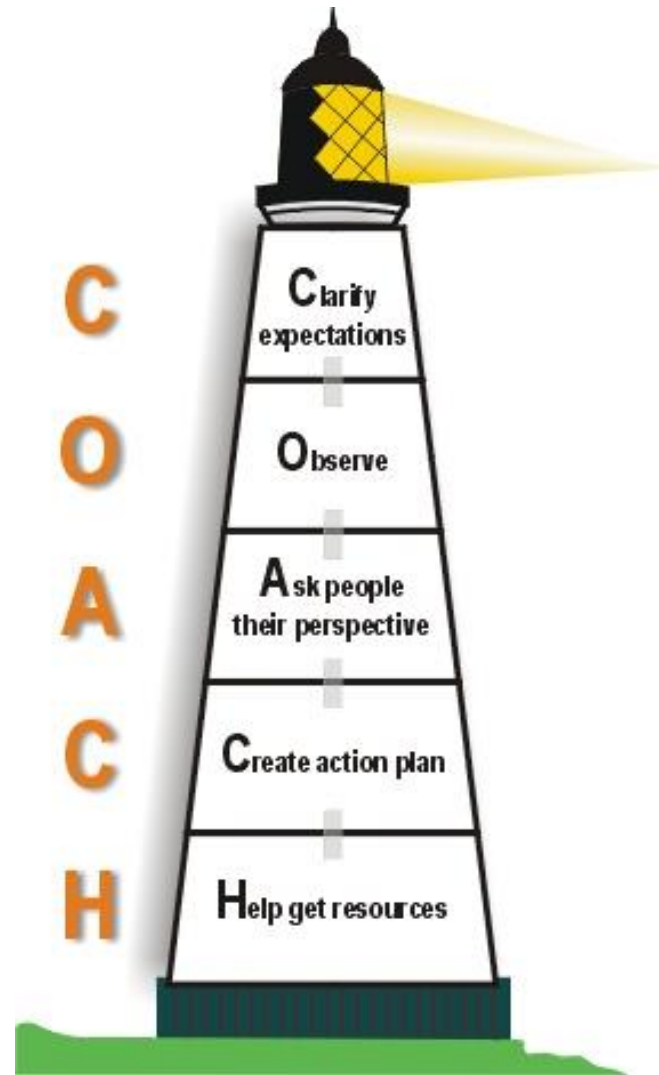 C
Clarify
expectations
O
Observe
A
Ask people
their perspective
C
Create action plan
H
Help get resources